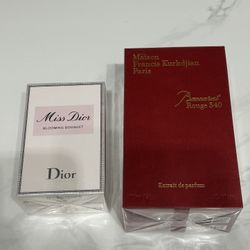 Miss Dior
BLOOMING BOUQUET
Dior
Maison
Francis Kurkdjian
Paris
Baccarat
Rouge 540
Extrait de parfum